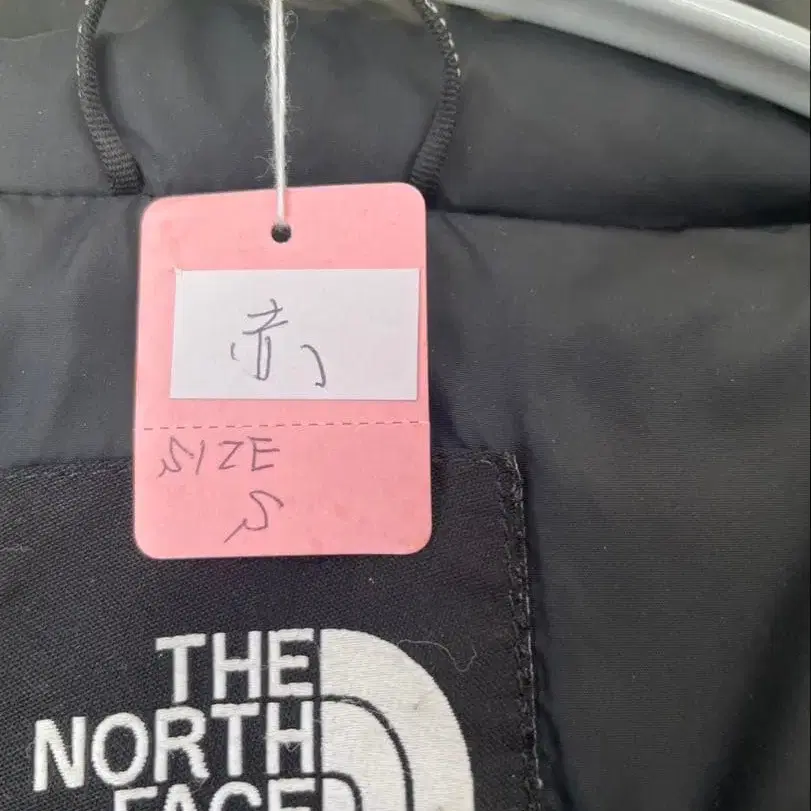 赤
SIZE
S
THE
NORTH
FACE